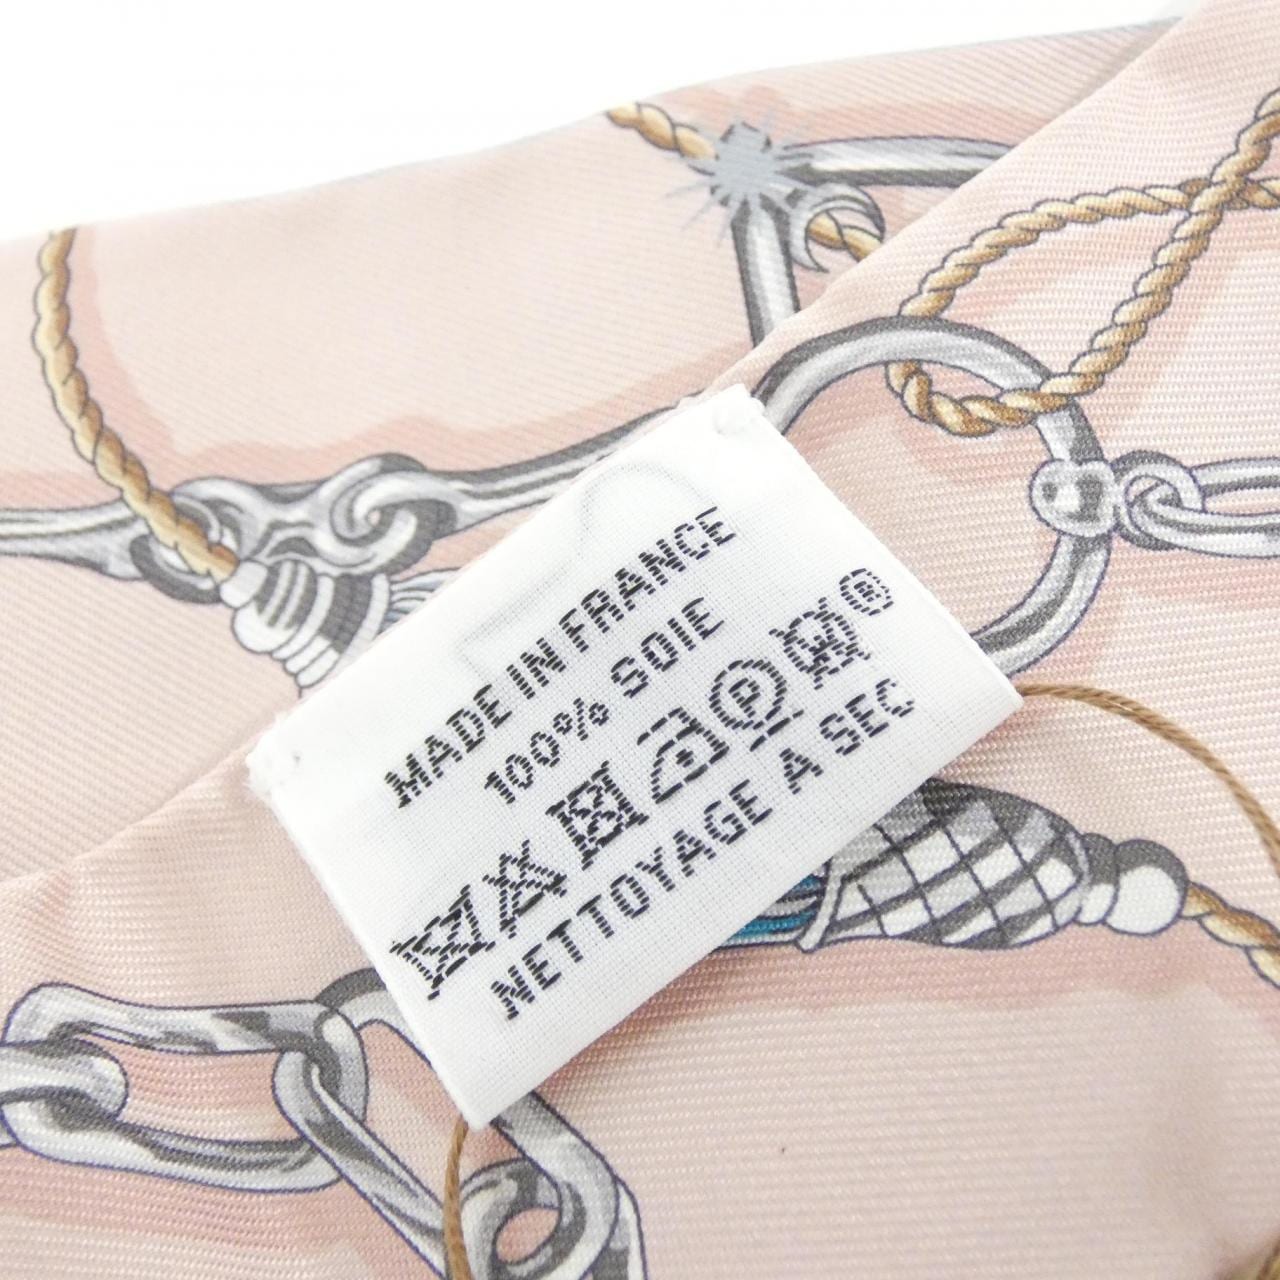 MADE IN FRANCE
100% SOIE
P ®
NETTOYAGE A SEC